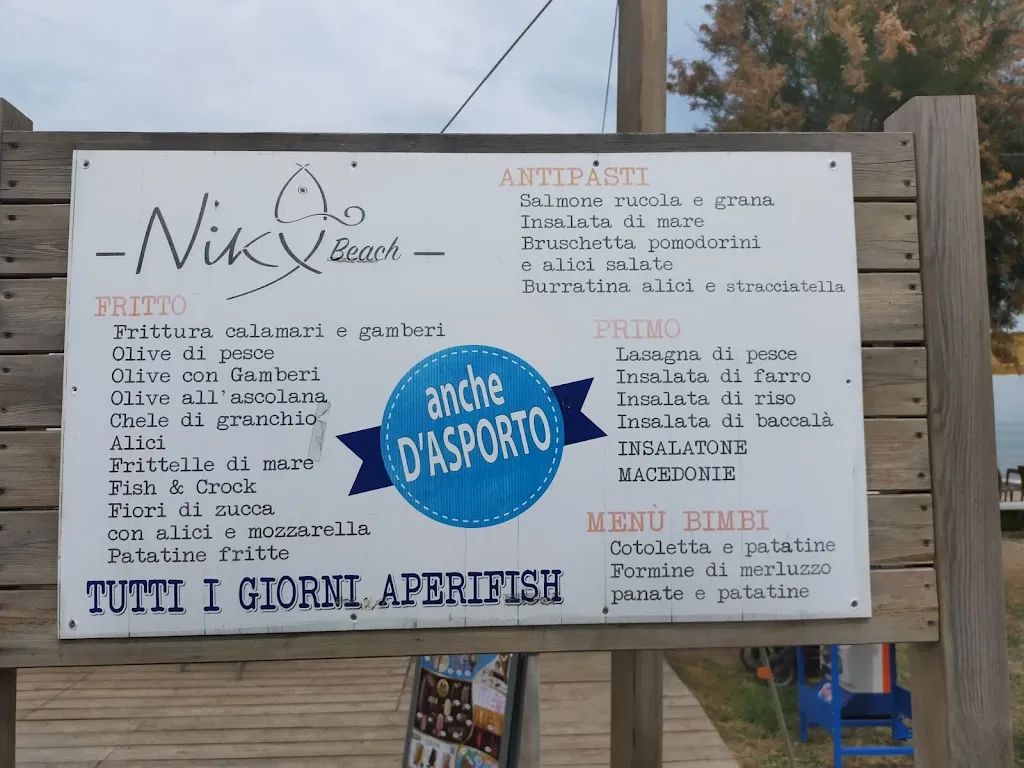 Niky Beach
FRITTO
Frittura calamari e gamberi
Olive di pesce
Olive con Gamberi
Olive all'ascolana
Chele di granchio
Alici
Frittelle di mare
Fish & Crock
Fiori di zucca
con alici e mozzarella
Patatine fritte
TUTTI I GIORNI APERIFISH
anche
D'ASPORTO
ANTIPASTI
Salmone rucola e grana
Insalata di mare
Bruschetta pomodorini
e alici salate
Burratina alici e stracciatella
PRIMO
Lasagna di pesce
Insalata di farro
Insalata di riso
Insalata di baccalà
INSALATONE
MACEDONIE
MENÙ BIMBI
Cotoletta e patatine
Formine di merluzzo
panate e patatine